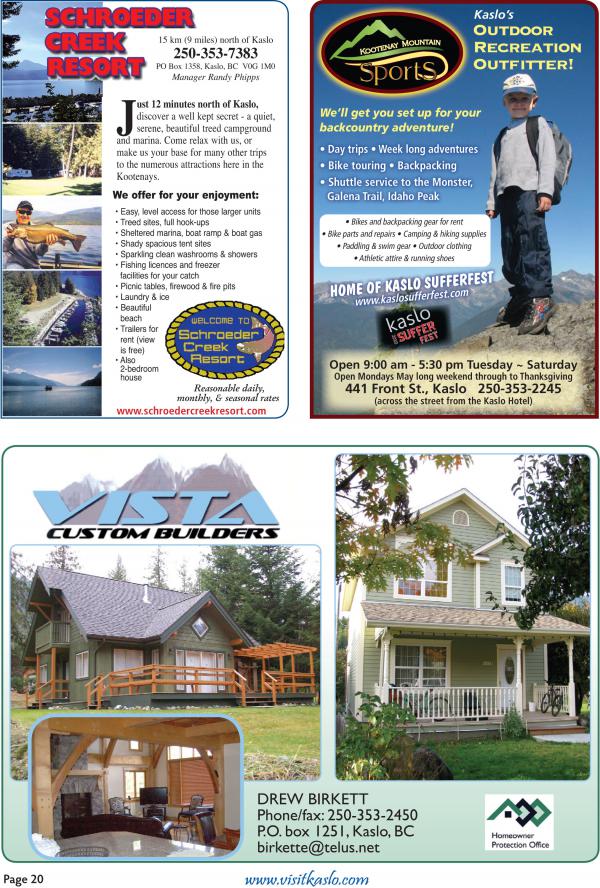 SCHROEDER
CREEK
RESORT
15 km (9 miles) north of Kaslo
250-353-7383
PO Box 1358, Kaslo, BC  V0G 1M0
Manager Randy Phipps
Just 12 minutes north of Kaslo,
discover a well kept secret - a quiet,
serene, beautiful treed campground
and marina. Come relax with us, or
make us your base for many other trips
to the numerous attractions here in the
Kootenays.
We offer for your enjoyment:
• Easy, level access for those larger units
• Treed sites, full hook-ups
• Sheltered marina, boat ramp & boat gas
• Shady spacious tent sites
• Sparkling clean washrooms & showers
• Fishing licences and freezer
facilities for your catch
• Picnic tables, firewood & fire pits
• Laundry & ice
• Beautiful
beach
• Trailers for
rent (view
is free)
• Also
2-bedroom
house
WELCOME TO
Schroeder
Creek
Resort
Reasonable daily,
monthly, & seasonal rates
www.schroedercreekresort.com
KOOTENAY MOUNTAIN
Sports
Kaslo's
OUTDOOR
RECREATION
OUTFITTER!
We'll get you set up for your
backcountry adventure!
• Day trips • Week long adventures
• Bike touring • Backpacking
• Shuttle service to the Monster,
Galena Trail, Idaho Peak
• Bikes and backpacking gear for rent
• Bike parts and repairs • Camping & hiking supplies
• Paddling & swim gear • Outdoor clothing
• Athletic attire & running shoes
HOME OF KASLO SUFFERFEST
www.kaslosufferfest.com
kaslo
SUFFER
FEST
Open 9:00 am - 5:30 pm Tuesday ~ Saturday
Open Mondays May long weekend through to Thanksgiving
441 Front St., Kaslo  250-353-2245
(across the street from the Kaslo Hotel)
VISTA
CUSTOM BUILDERS
DREW BIRKETT
Phone/fax: 250-353-2450
P.O. box 1251, Kaslo, BC
birkette@telus.net
Homeowner
Protection Office
Page 20
www.visitkaslo.com